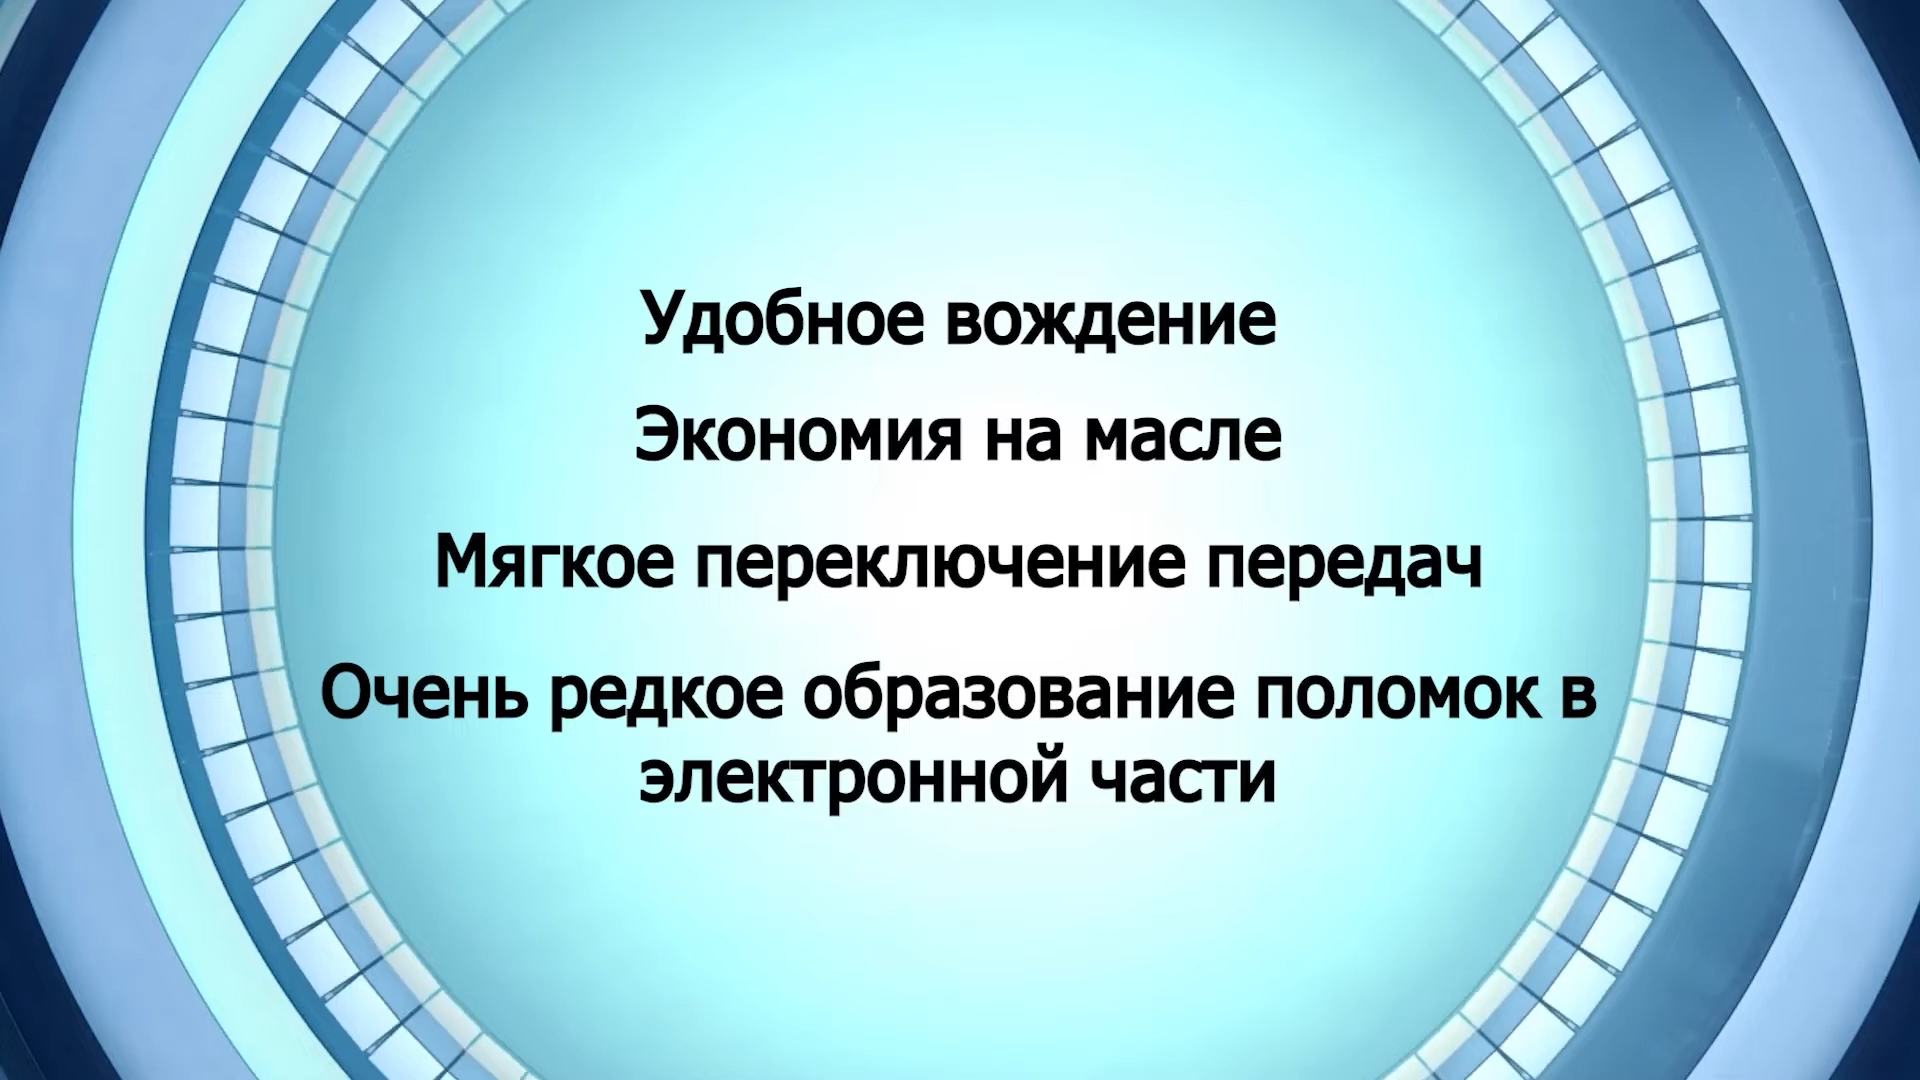 Удобное вождение
Экономия на масле
Мягкое переключение передач
Очень редкое образование поломок в
электронной части